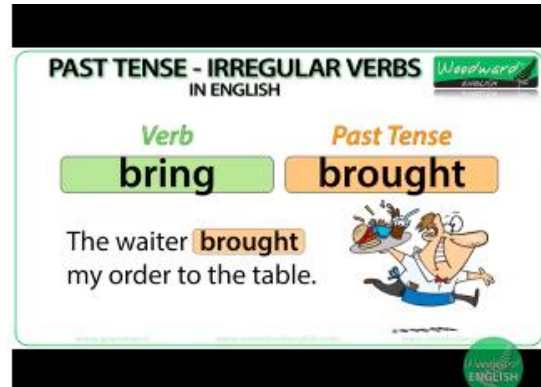 PAST TENSE - IRREGULAR VERBS
IN ENGLISH
Woodward
ENGLISH
Verb
Past Tense
bring
brought
The waiter brought
my order to the table.
Woodward
ENGLISH